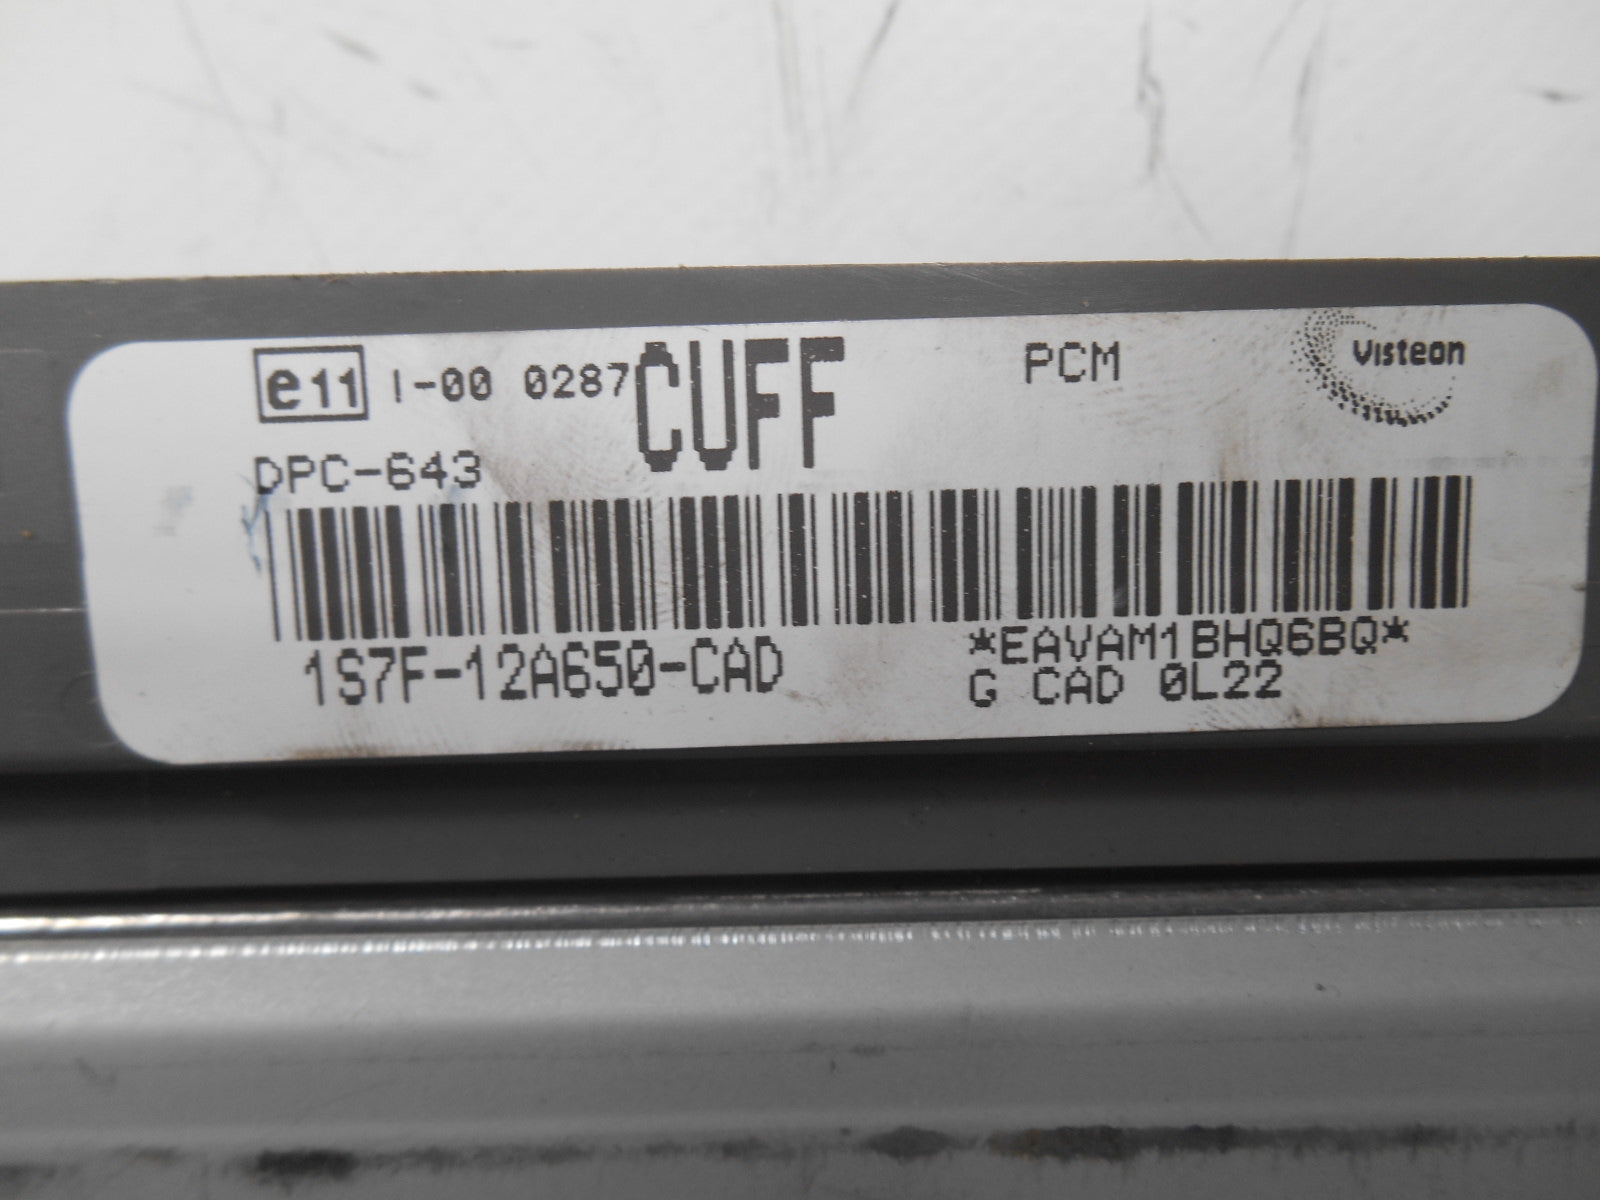 e11 I-00 0287 CUFF PCM Visteon
DPC-643
1S7F-12A650-CAD *EAVAM1BHQ6BQ*
G CAD 0L22